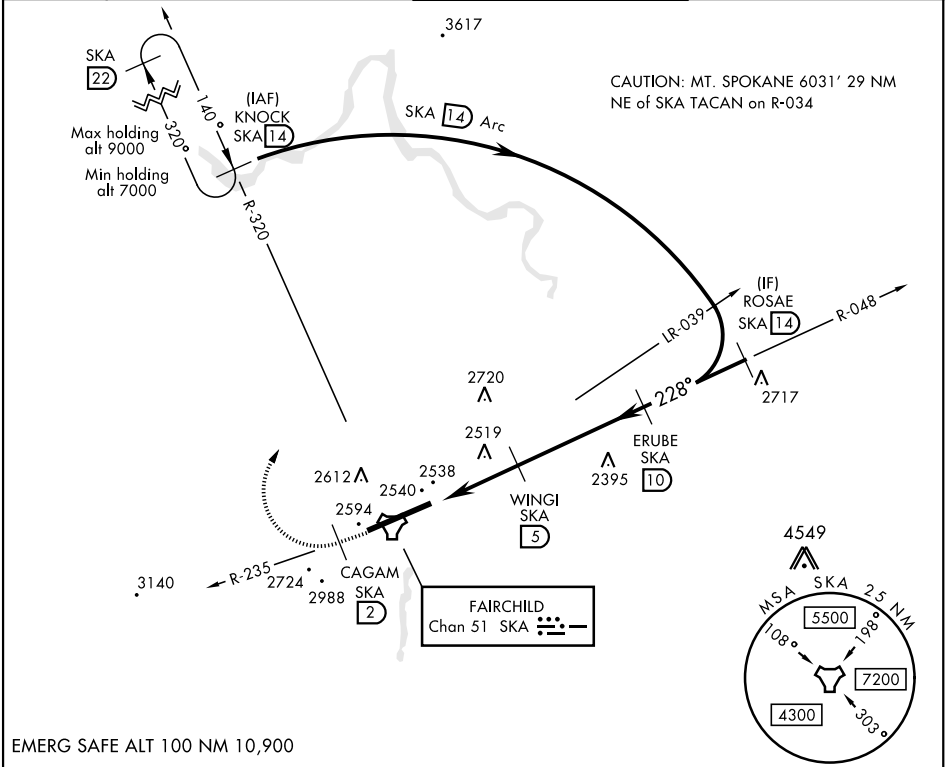 3617
SKA
22
(IAF)
KNOCK
SKA 14
SKA 14 Arc
CAUTION: MT. SPOKANE 6031' 29 NM
NE of SKA TACAN on R-034
140°
320°
Max holding
alt 9000
Min holding
alt 7000
R-320
(IF)
ROSAE
SKA 14
R-048
LR-039
2717
228°
2720
2519
ERUBE
SKA
10
2395
2612
2538
2540
2594
WINGI
SKA
5
R-235
CAGAM
SKA
2
2724
2988
3140
FAIRCHILD
Chan 51 SKA
4549
MSA SKA 25 NM
5500
108°
198°
7200
4300
303°
EMERG SAFE ALT 100 NM 10,900